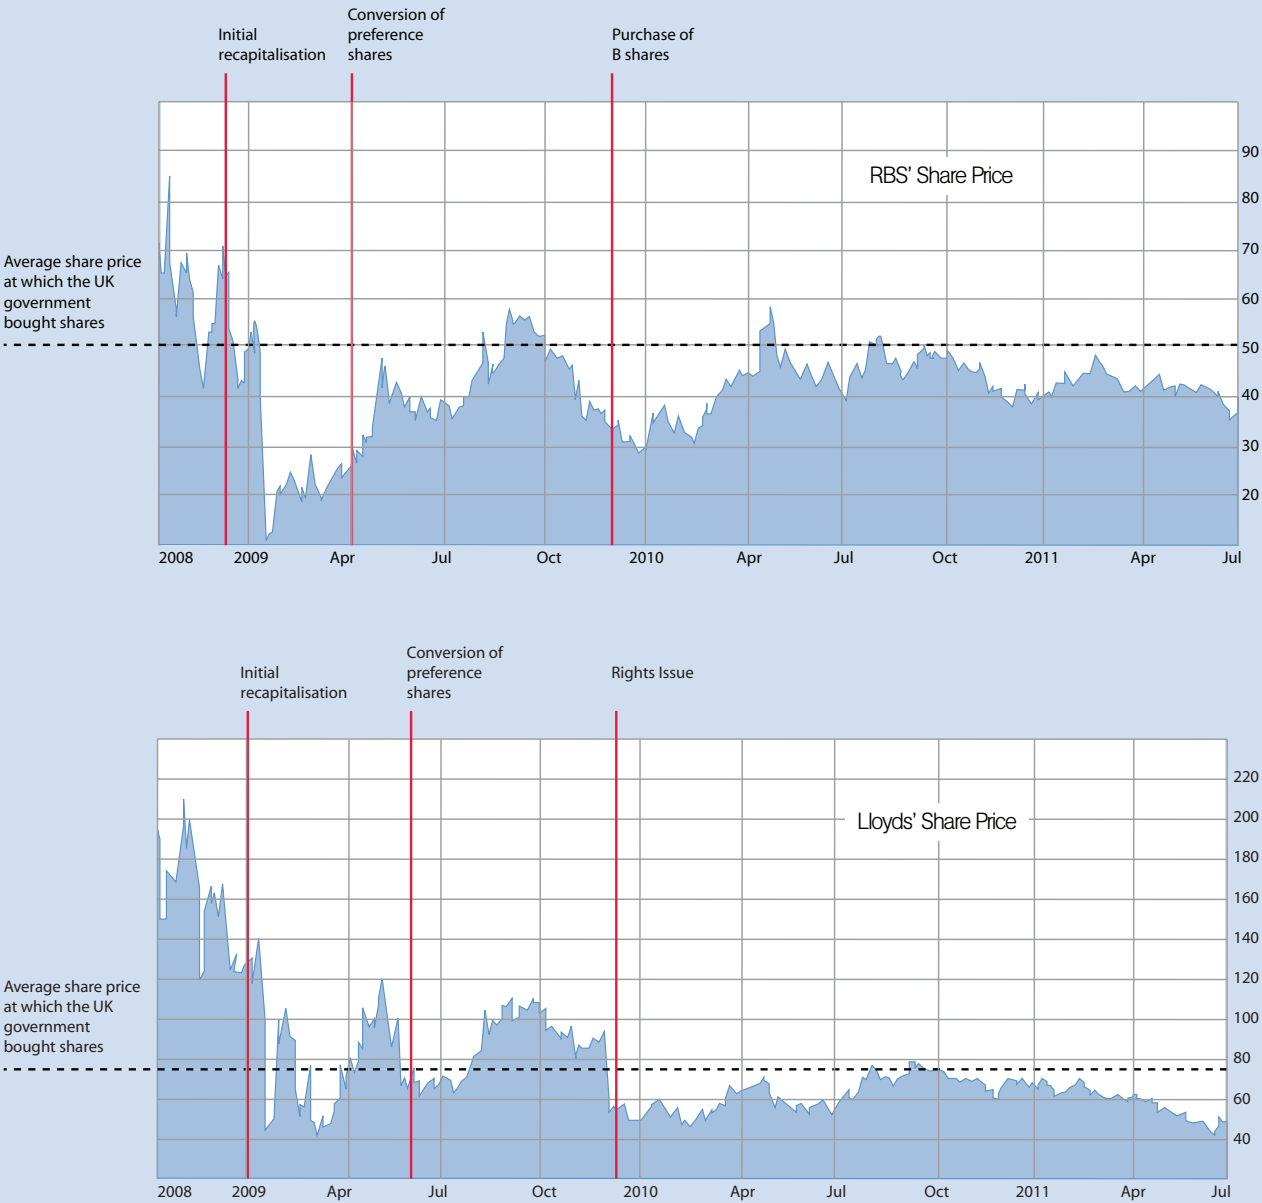 Conversion of
preference
shares
Initial
recapitalisation
Purchase of
B shares
RBS’ Share Price
90
80
70
60
50
40
30
20
Average share price
at which the UK
government
bought shares
2008 2009 Apr Jul Oct 2010 Apr Jul Oct 2011 Apr Jul
Conversion of
preference
shares
Initial
recapitalisation
Rights Issue
Lloyds’ Share Price
220
200
180
160
140
120
100
80
60
40
Average share price
at which the UK
government
bought shares
2008 2009 Apr Jul Oct 2010 Apr Jul Oct 2011 Apr Jul